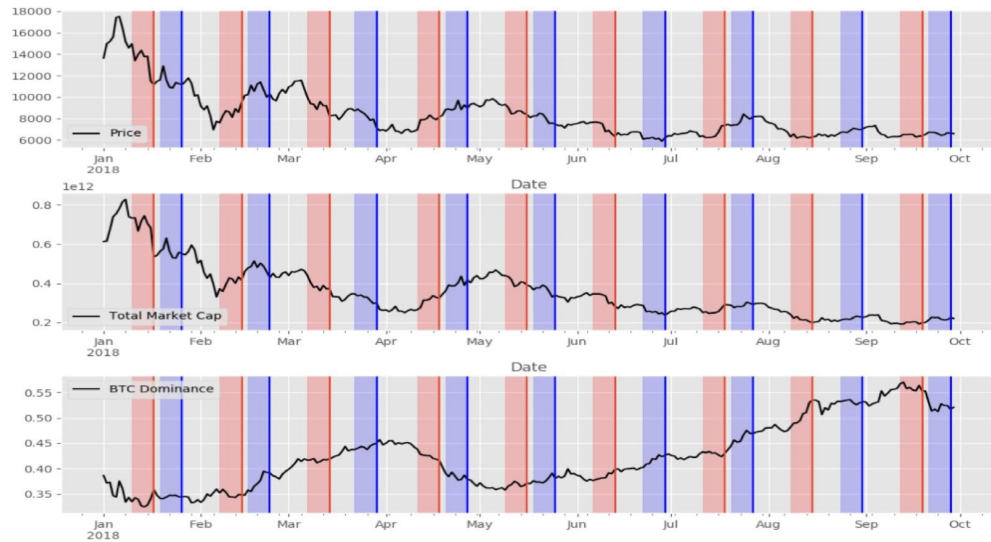 18000
16000
14000
12000
10000
8000
6000
Price
Jan Feb Mar Apr May Jun Jul Aug Sep Oct
2018
Date
1e12
0.8
0.6
0.4
0.2
Total Market Cap
Jan Feb Mar Apr May Jun Jul Aug Sep Oct
2018
Date
BTC Dominance
0.55
0.50
0.45
0.40
0.35
Jan Feb Mar Apr May Jun Jul Aug Sep Oct
2018